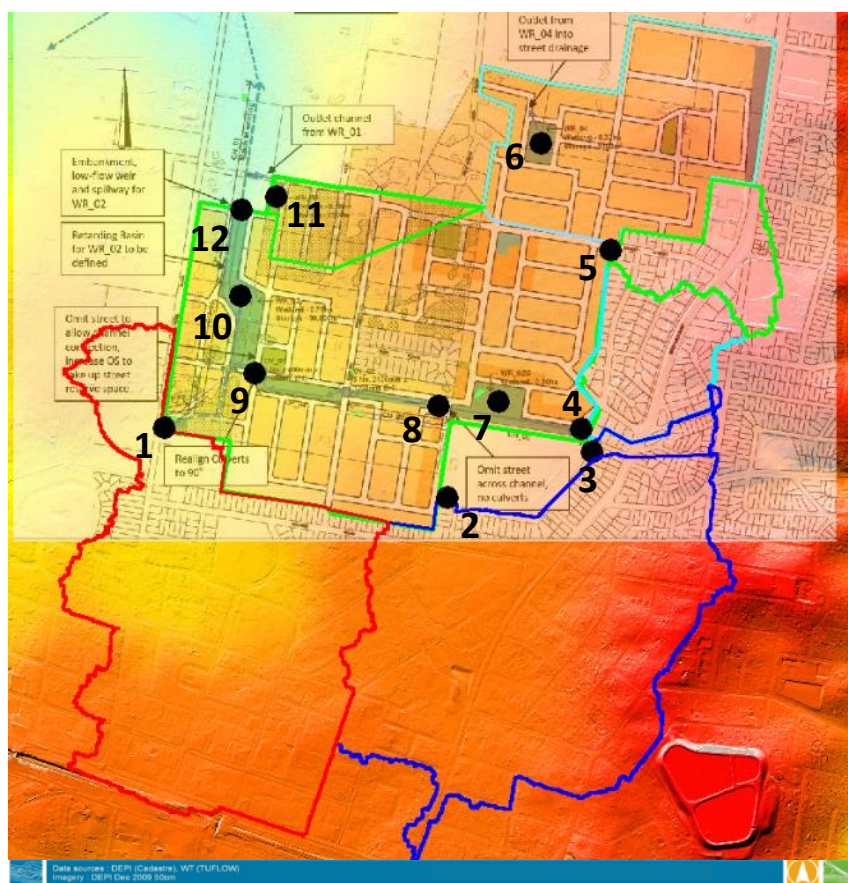 Outlet from
WR_04 into
street drainage
Outlet channel
from WR_01
Embankment,
low-flow weir
and spillway for
WR_02
Retarding Basin
for WR_02 to be
defined
Omit street to
allow channel
connection,
increase OS to
take up street
reserve space.
Realign Culverts
to 90°
Omit street
across channel,
no culverts
1
2
3
4
5
6
7
8
9
10
11
12
Data sources : DEPI (Cadastre), WT (TUFLOW)
Imagery : DEPI Dec 2009 50cm